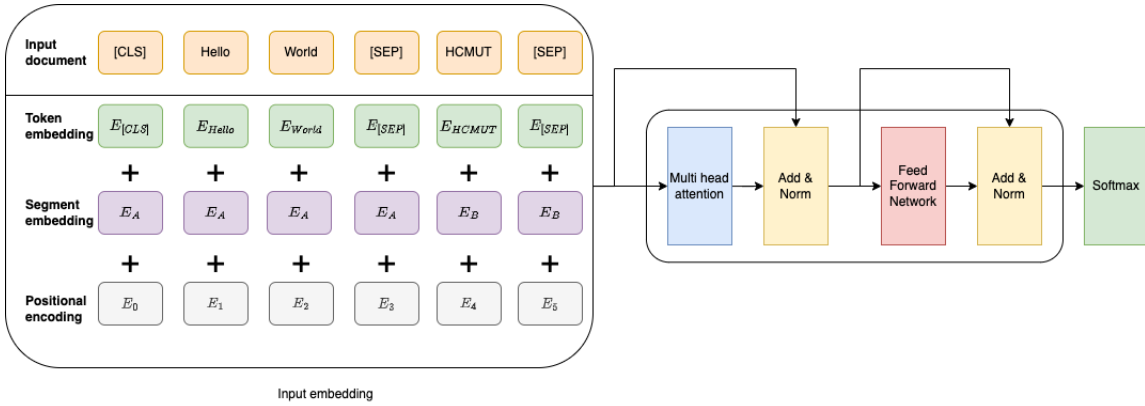 Input document
[CLS] Hello World [SEP] HCMUT [SEP]
Token embedding
E[CLS] EHello EWorld E[SEP] EHCMUT E[SEP]
+ + + + + +
Segment embedding
EA EA EA EA EB EB
+ + + + + +
Positional encoding
E0 E1 E2 E3 E4 E5
Input embedding
Multi head
attention
Add &
Norm
Feed
Forward
Network
Add &
Norm
Softmax